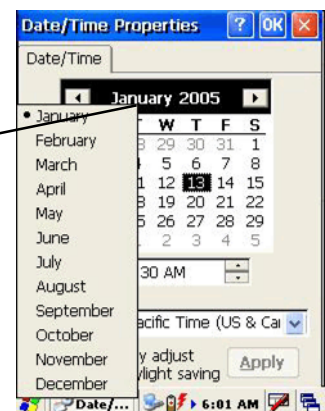 Date/Time Properties ? OK
Date/Time
January 2005
January
W T F S
February
29 30 31 1
March
5 6 7 8
April
12 13 14 15
May
19 20 21 22
26 27 28 29
June
2 3 4 5
July
30 AM
August
September
acific Time (US & Ca
October
November
y adjust
light saving
Apply
December
Date/...
6:01 AM